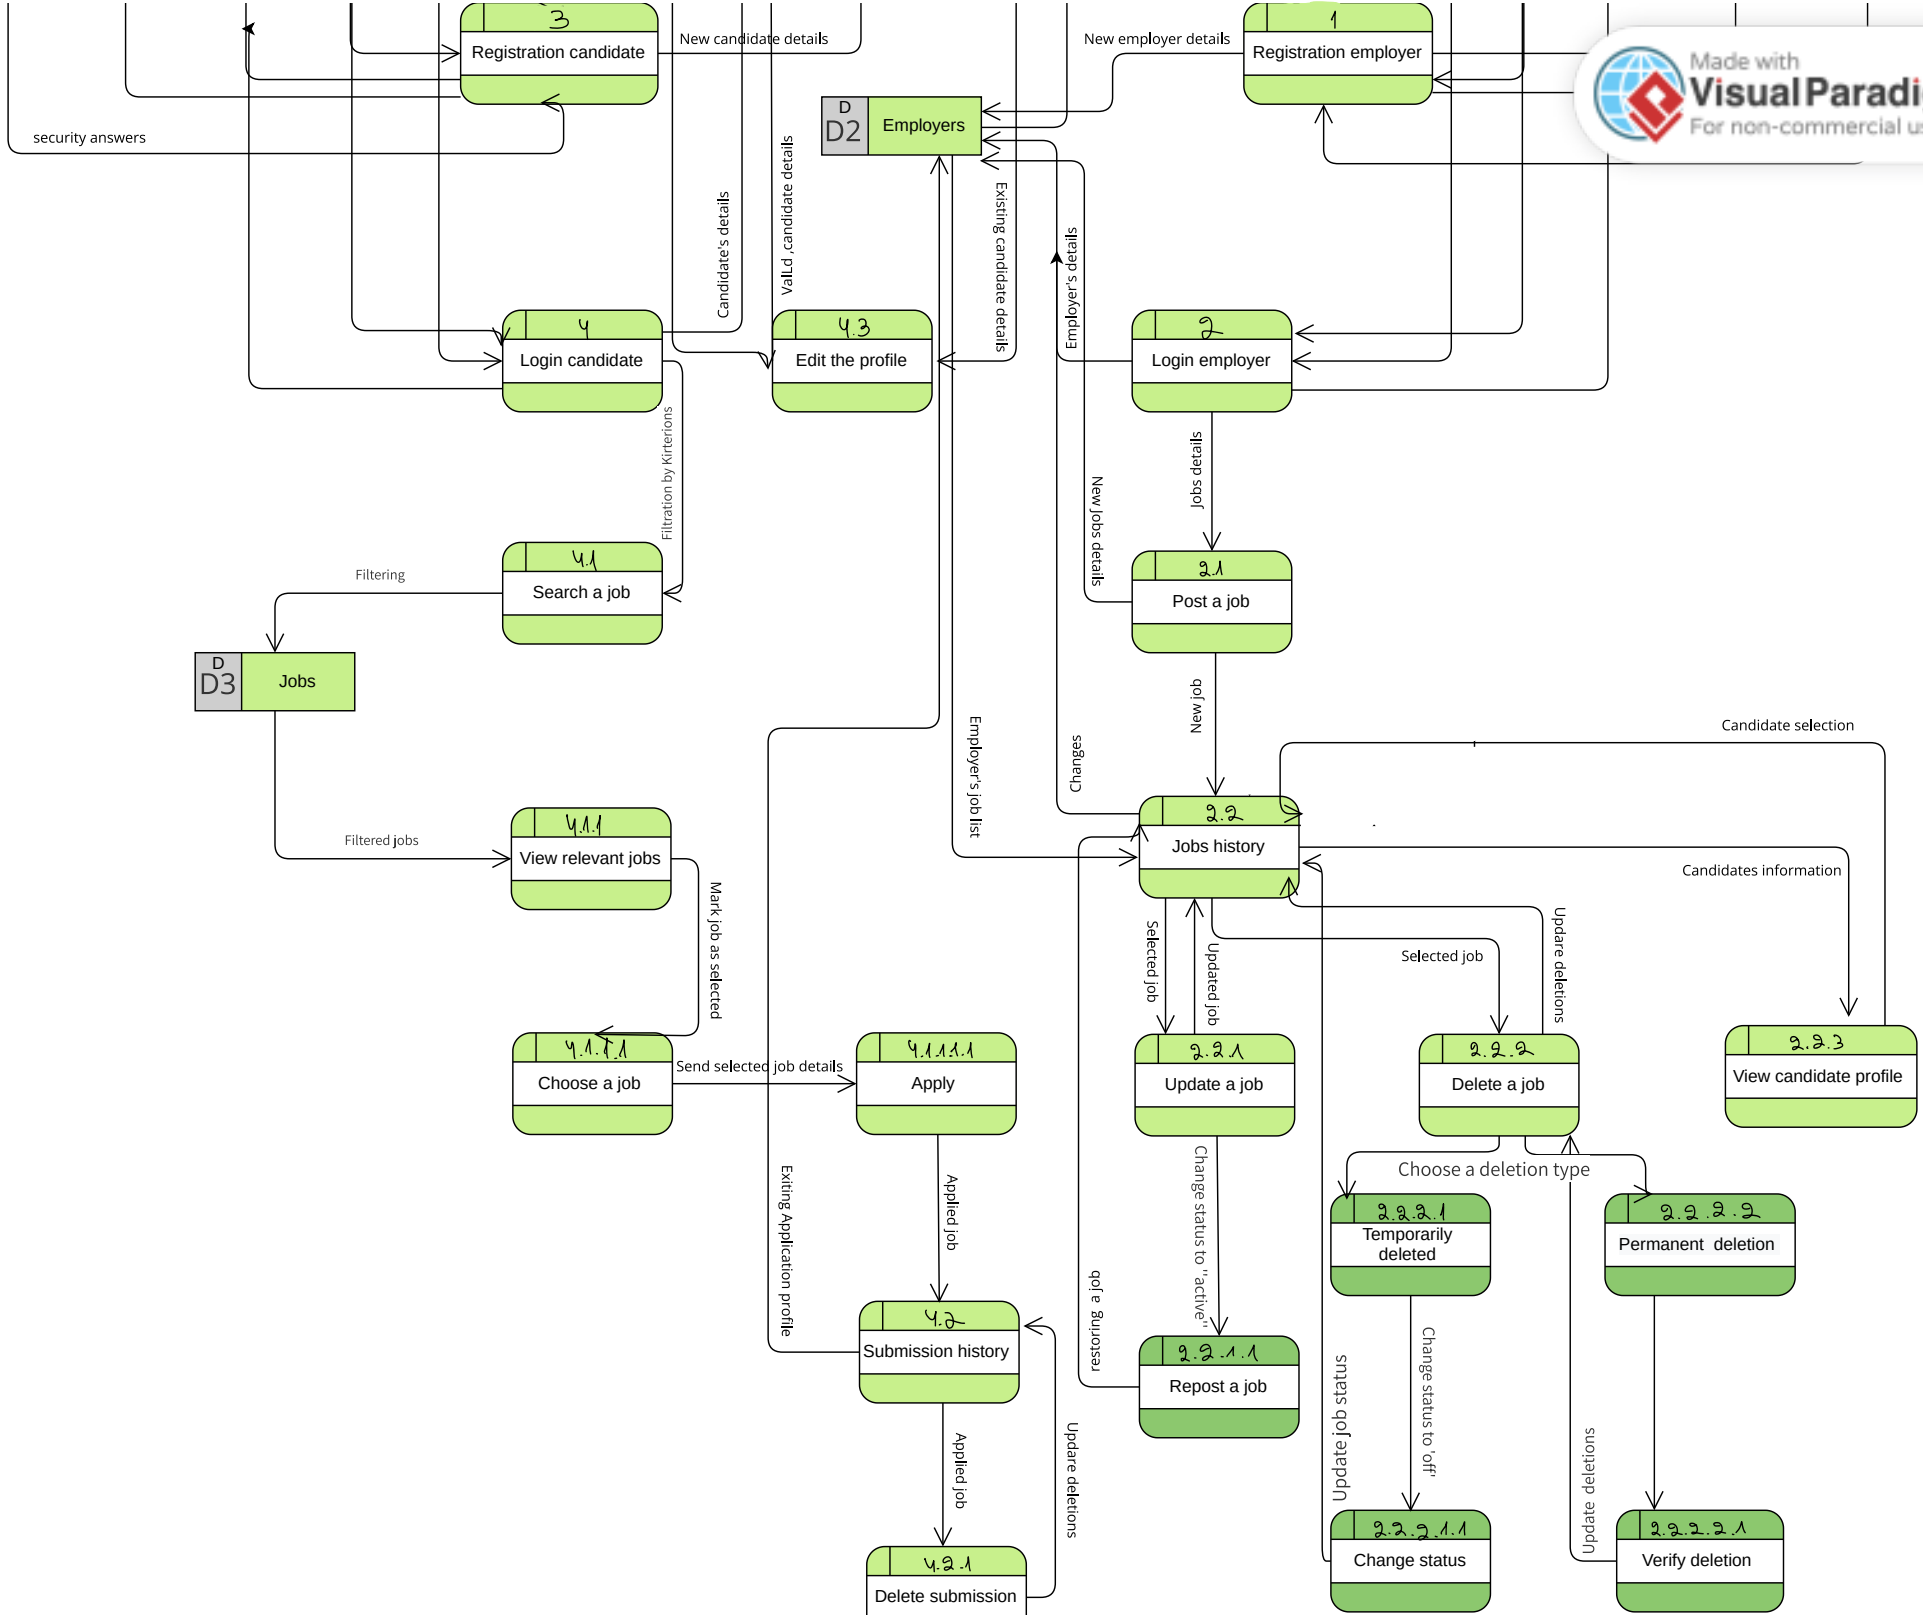 3
Registration candidate
New candidate details
New employer details
1
Registration employer
Made with
Visual Paradi
For non-commercial us
security answers
D
D2
Employers
Candidate's details
ValLd ,candidate details
Existing candidate details
Employer's details
4
Login candidate
4.3
Edit the profile
2
Login employer
Filtration by Kirterions
Jobs details
New Jobs details
4.1
Search a job
Filtering
2.1
Post a job
D
D3
Jobs
New job
Employer's job list
Changes
Candidate selection
4.1.1
View relevant jobs
Filtered jobs
2.2
Jobs history
Candidates information
Mark job as selected
Selected job
Updated job
Selected job
Updare deletions
4.1.1.1
Choose a job
Send selected job details
4.1.1.1.1
Apply
2.2.1
Update a job
2.2.2
Delete a job
2.2.3
View candidate profile
Exiting Application profile
Applied job
Change status to "active"
Choose a deletion type
2.2.2.1
Temporarily
deleted
2.2.2.2
Permanent deletion
restoring a job
4.2
Submission history
2.2.1.1
Repost a job
Update job status
Change status to 'off'
Applied job
Updare deletions
Update deletions
2.2.2.1.1
Change status
2.2.2.2.1
Verify deletion
4.2.1
Delete submission